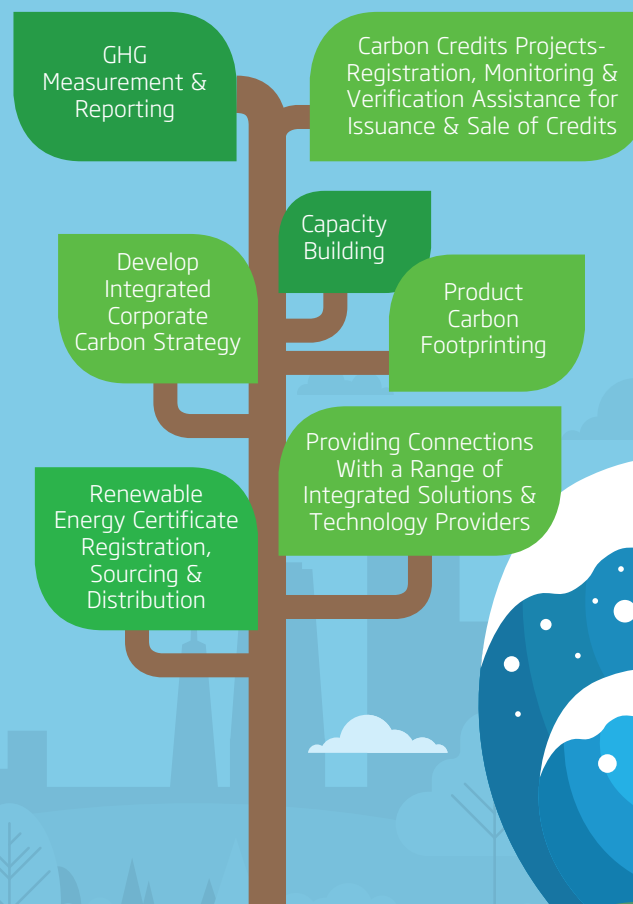 GHG
Measurement &
Reporting
Carbon Credits Projects-
Registration, Monitoring &
Verification Assistance for
Issuance & Sale of Credits
Capacity
Building
Develop
Integrated
Corporate
Carbon Strategy
Product
Carbon
Footprinting
Providing Connections
With a Range of
Integrated Solutions &
Technology Providers
Renewable
Energy Certificate
Registration,
Sourcing &
Distribution